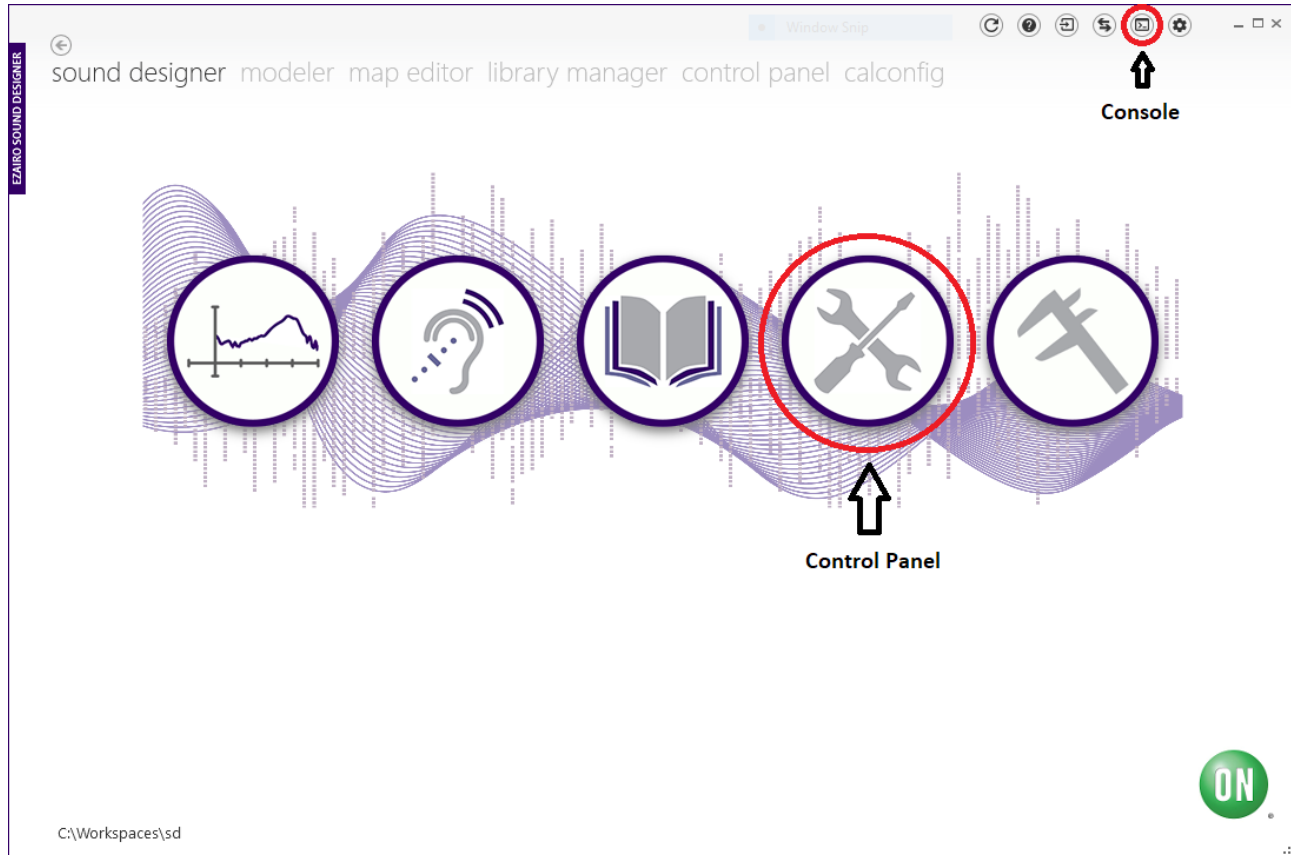 Window Snip
sound designer modeler map editor library manager control panel calconfig
Console
EZAIRO SOUND DESIGNER
Control Panel
ON
C:\Workspaces\sd